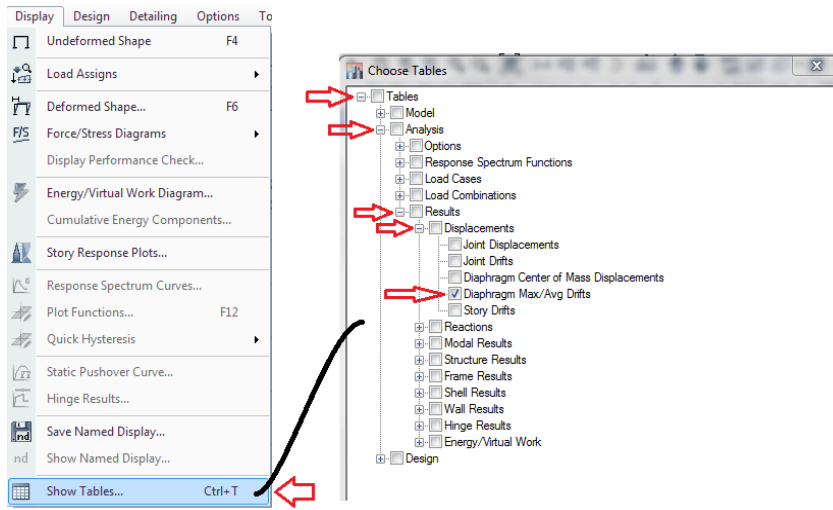 Display Design Detailing Options To
Undeformed Shape F4
Load Assigns
Deformed Shape... F6
F/S Force/Stress Diagrams
Display Performance Check...
Energy/Virtual Work Diagram...
Cumulative Energy Components...
Story Response Plots...
Response Spectrum Curves...
Plot Functions... F12
Quick Hysteresis
Static Pushover Curve...
Hinge Results...
nd Save Named Display...
nd Show Named Display...
Show Tables... Ctrl+T
Choose Tables
Tables
Model
Analysis
Options
Response Spectrum Functions
Load Cases
Load Combinations
Results
Displacements
Joint Displacements
Joint Drifts
Diaphragm Center of Mass Displacements
Diaphragm Max/Avg Drifts
Story Drifts
Reactions
Modal Results
Structure Results
Frame Results
Shell Results
Wall Results
Hinge Results
Energy/Virtual Work
Design